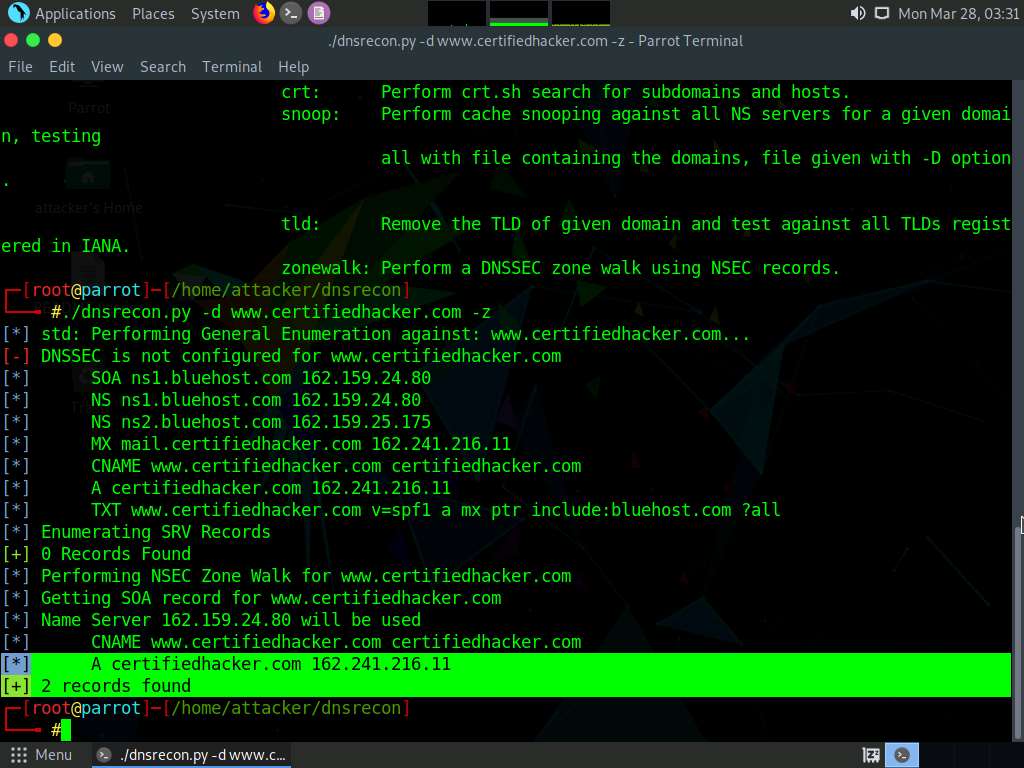 Applications Places System Mon Mar 28, 03:31
./dnsrecon.py -d www.certifiedhacker.com -z - Parrot Terminal
File Edit View Search Terminal Help
Parrot
attacker's Home
crt: Perform crt.sh search for subdomains and hosts.
snoop: Perform cache snooping against all NS servers for a given domai
n, testing
all with file containing the domains, file given with -D option
.
tld: Remove the TLD of given domain and test against all TLDs regist
ered in IANA.
zonewalk: Perform a DNSSEC zone walk using NSEC records.
┌─[root@parrot]─[/home/attacker/dnsrecon]
└──╼ #./dnsrecon.py -d www.certifiedhacker.com -z
[*] std: Performing General Enumeration against: www.certifiedhacker.com...
[-] DNSSEC is not configured for www.certifiedhacker.com
[*] SOA ns1.bluehost.com 162.159.24.80
[*] NS ns1.bluehost.com 162.159.24.80
[*] NS ns2.bluehost.com 162.159.25.175
[*] MX mail.certifiedhacker.com 162.241.216.11
[*] CNAME www.certifiedhacker.com certifiedhacker.com
[*] A certifiedhacker.com 162.241.216.11
[*] TXT www.certifiedhacker.com v=spf1 a mx ptr include:bluehost.com ?all
[*] Enumerating SRV Records
[+] 0 Records Found
[*] Performing NSEC Zone Walk for www.certifiedhacker.com
[*] Getting SOA record for www.certifiedhacker.com
[*] Name Server 162.159.24.80 will be used
[*] CNAME www.certifiedhacker.com certifiedhacker.com
[*] A certifiedhacker.com 162.241.216.11
[+] 2 records found
┌─[root@parrot]─[/home/attacker/dnsrecon]
└──╼ #
Menu ./dnsrecon.py -d www.c...